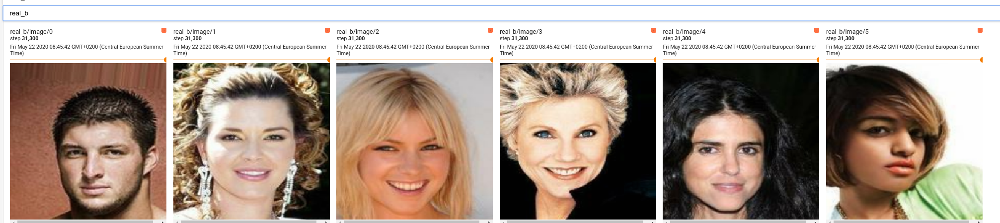 real_b
real_b/image/0 real_b/image/1 real_b/image/2 real_b/image/3 real_b/image/4 real_b/image/5
step 31,300 step 31,300 step 31,300 step 31,300 step 31,300 step 31,300
Fri May 22 2020 08:45:42 GMT+0200 (Central European Summer Fri May 22 2020 08:45:42 GMT+0200 (Central European Summer Fri May 22 2020 08:45:42 GMT+0200 (Central European Summer Fri May 22 2020 08:45:42 GMT+0200 (Central European Summer Fri May 22 2020 08:45:42 GMT+0200 (Central European Summer Fri May 22 2020 08:45:42 GMT+0200 (Central European Summer
Time) Time) Time) Time) Time) Time)